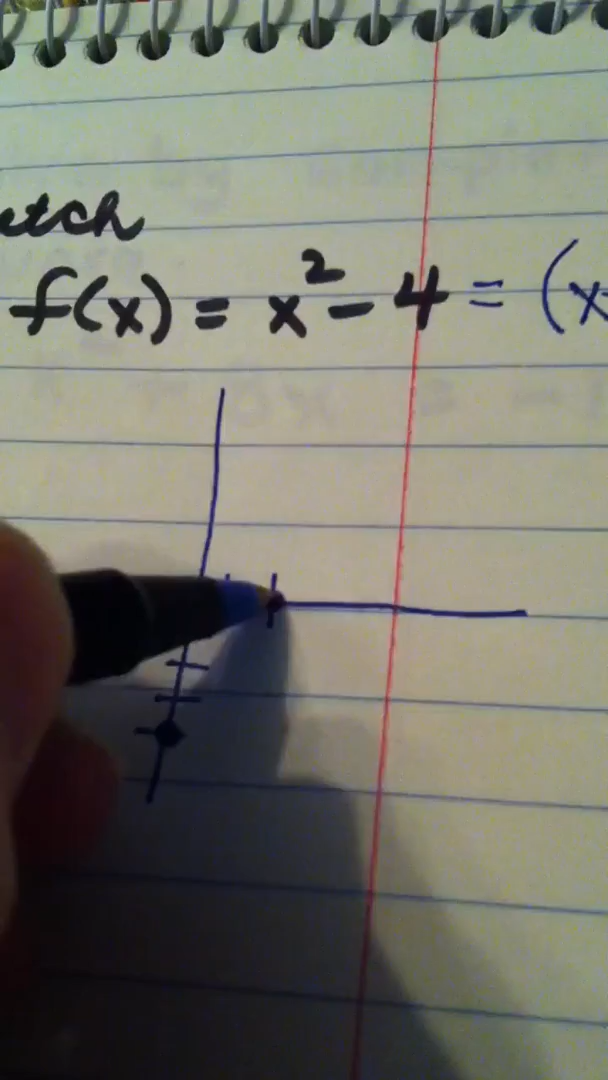 etch
f(x) = x² - 4 = (x